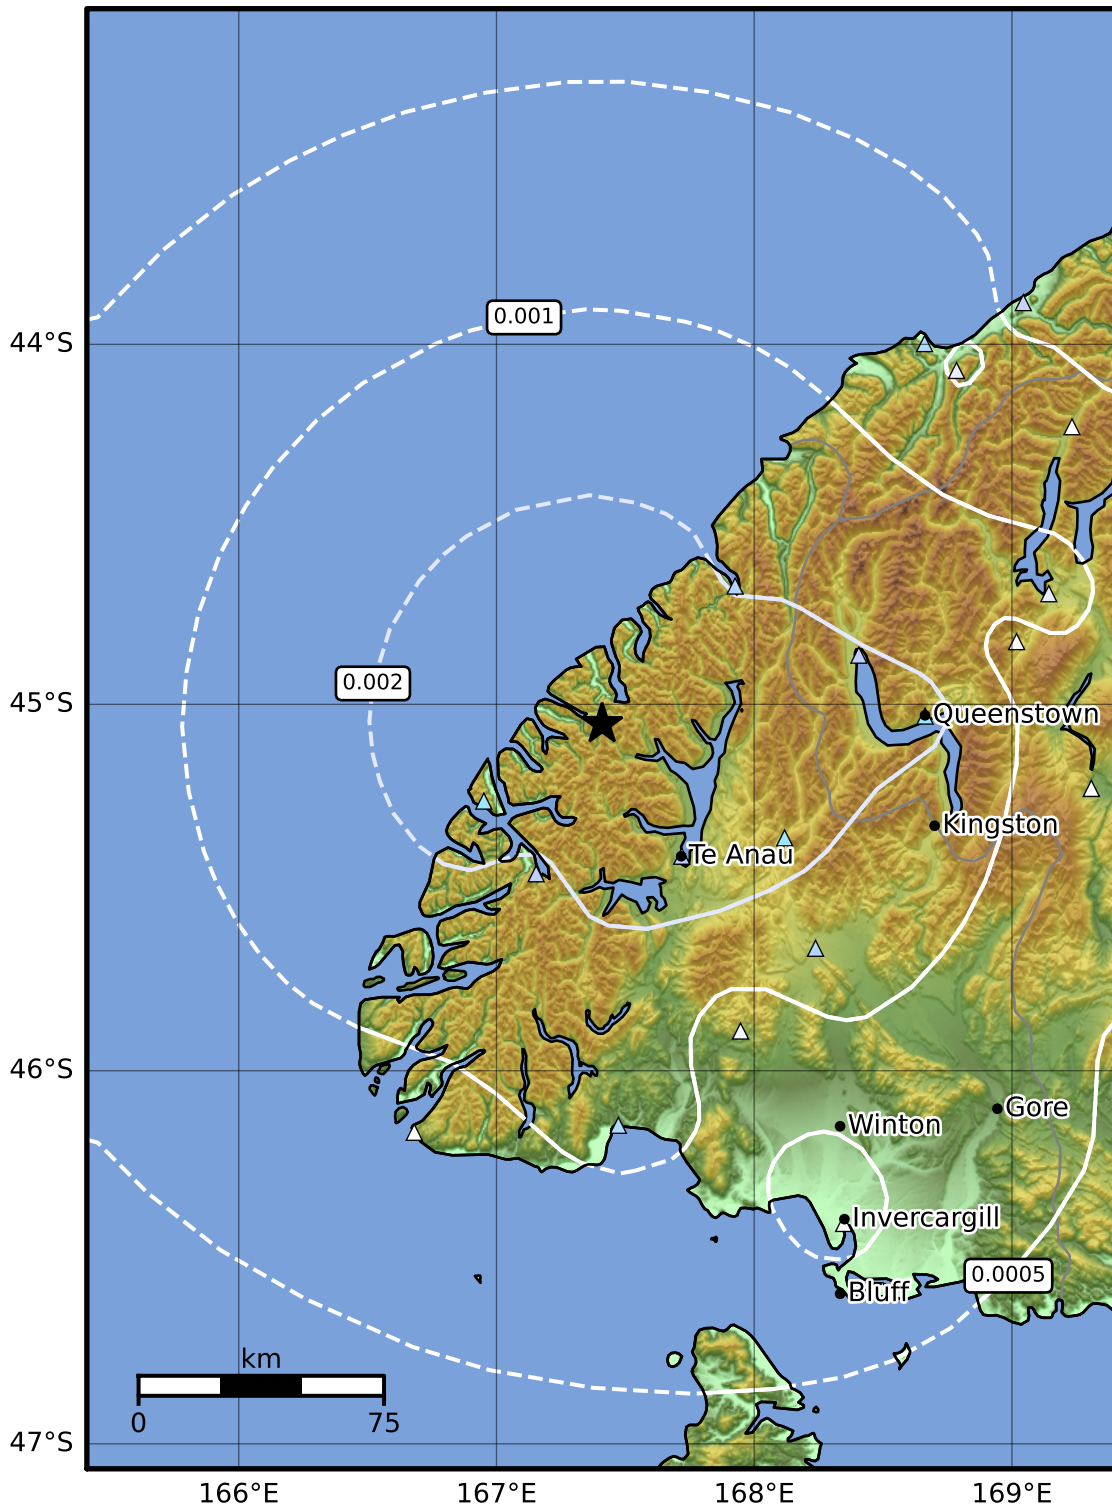 0.001
44°S
0.002
45°S
Queenstown
Kingston
Te Anau
46°S
Gore
Winton
Invercargill
0.0005
Bluff
km
0
75
47°S
166°E
167°E
168°E
169°E